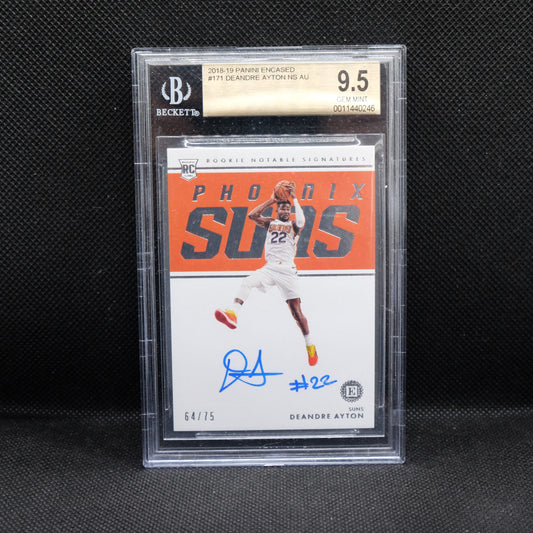 2018-19 PANINI ENCASED
#171 DEANDRE AYTON NS AU
9.5
GEM MINT
0011440246
B
BECKETT®
RC
ROOKIE NOTABLE SIGNATURES
PHOENIX
SUNS
22
#22
E
64/75
SUNS
DEANDRE AYTON